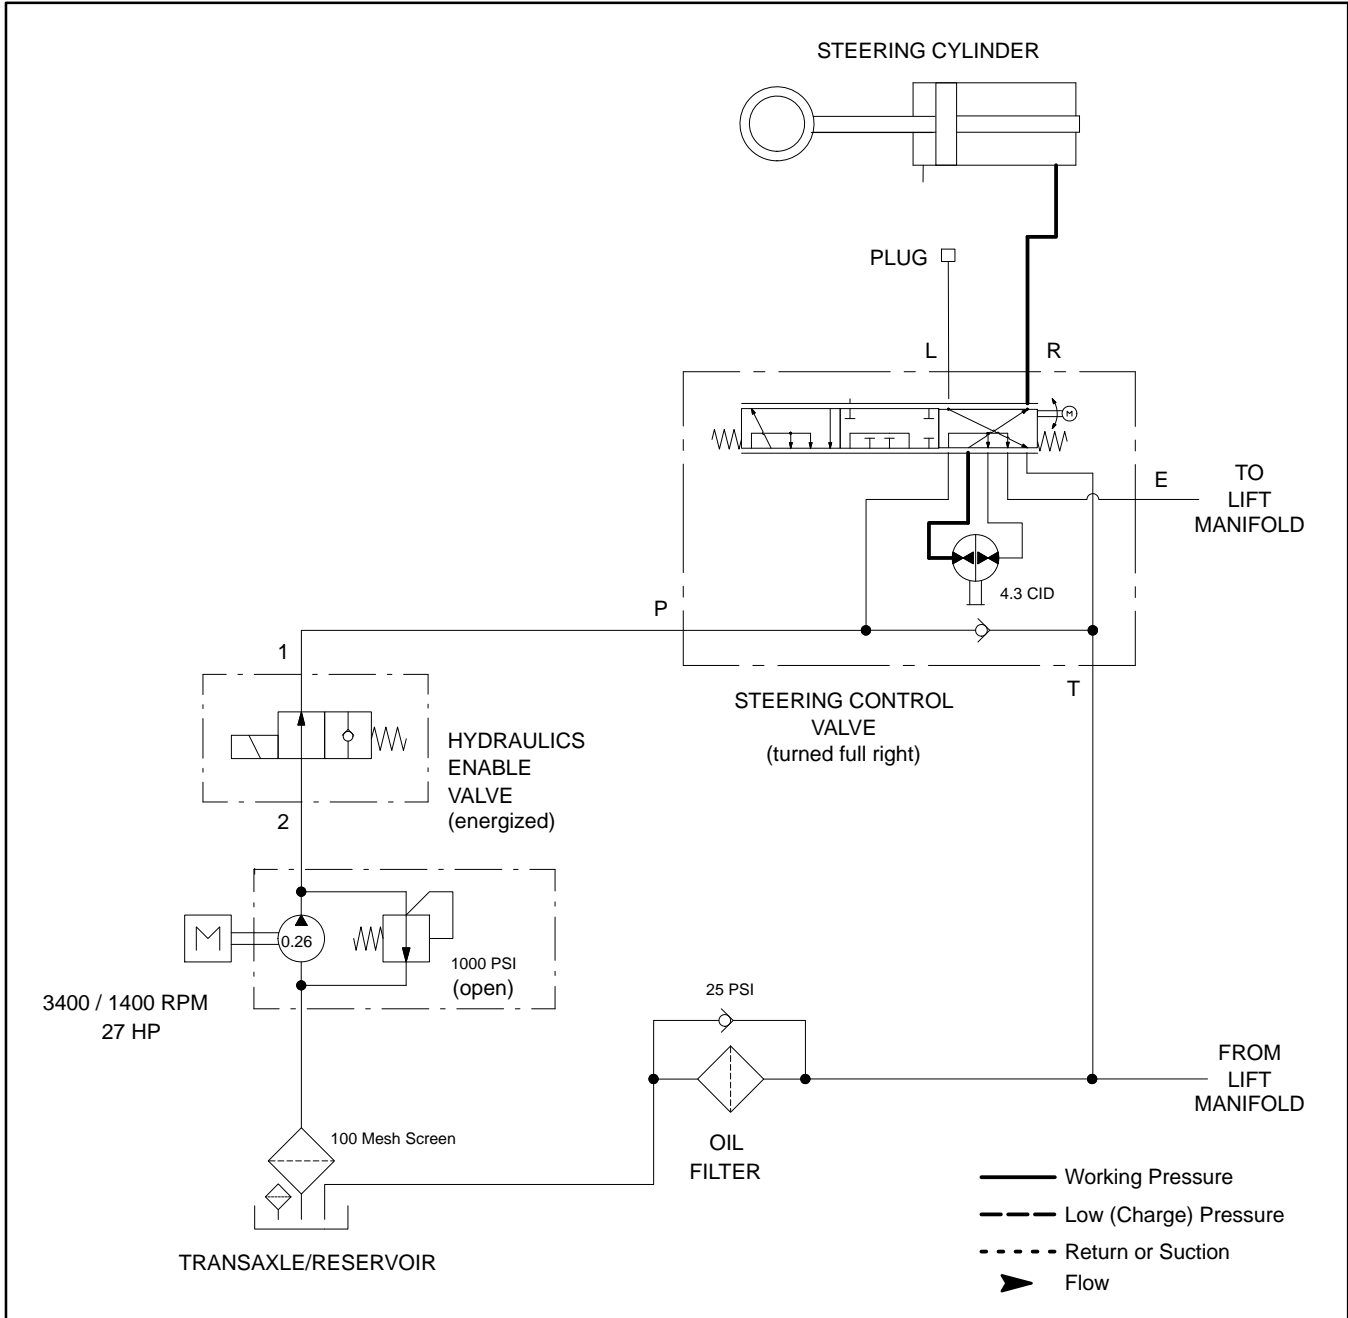 STEERING CYLINDER
PLUG
L
R
M
E
TO
LIFT
MANIFOLD
4.3 CID
P
1
T
STEERING CONTROL
VALVE
(turned full right)
HYDRAULICS
ENABLE
VALVE
(energized)
2
M
0.26
1000 PSI
(open)
3400 / 1400 RPM
27 HP
25 PSI
FROM
LIFT
MANIFOLD
100 Mesh Screen
OIL
FILTER
Working Pressure
Low (Charge) Pressure
Return or Suction
Flow
TRANSAXLE/RESERVOIR